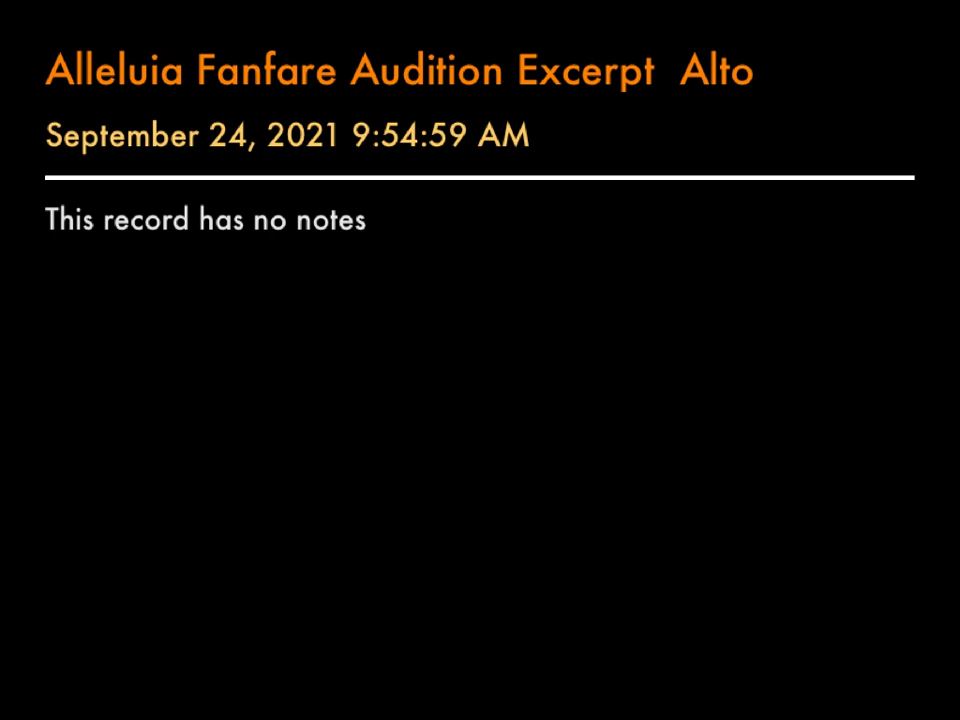 Alleluia Fanfare Audition Excerpt  Alto
September 24, 2021 9:54:59 AM
This record has no notes